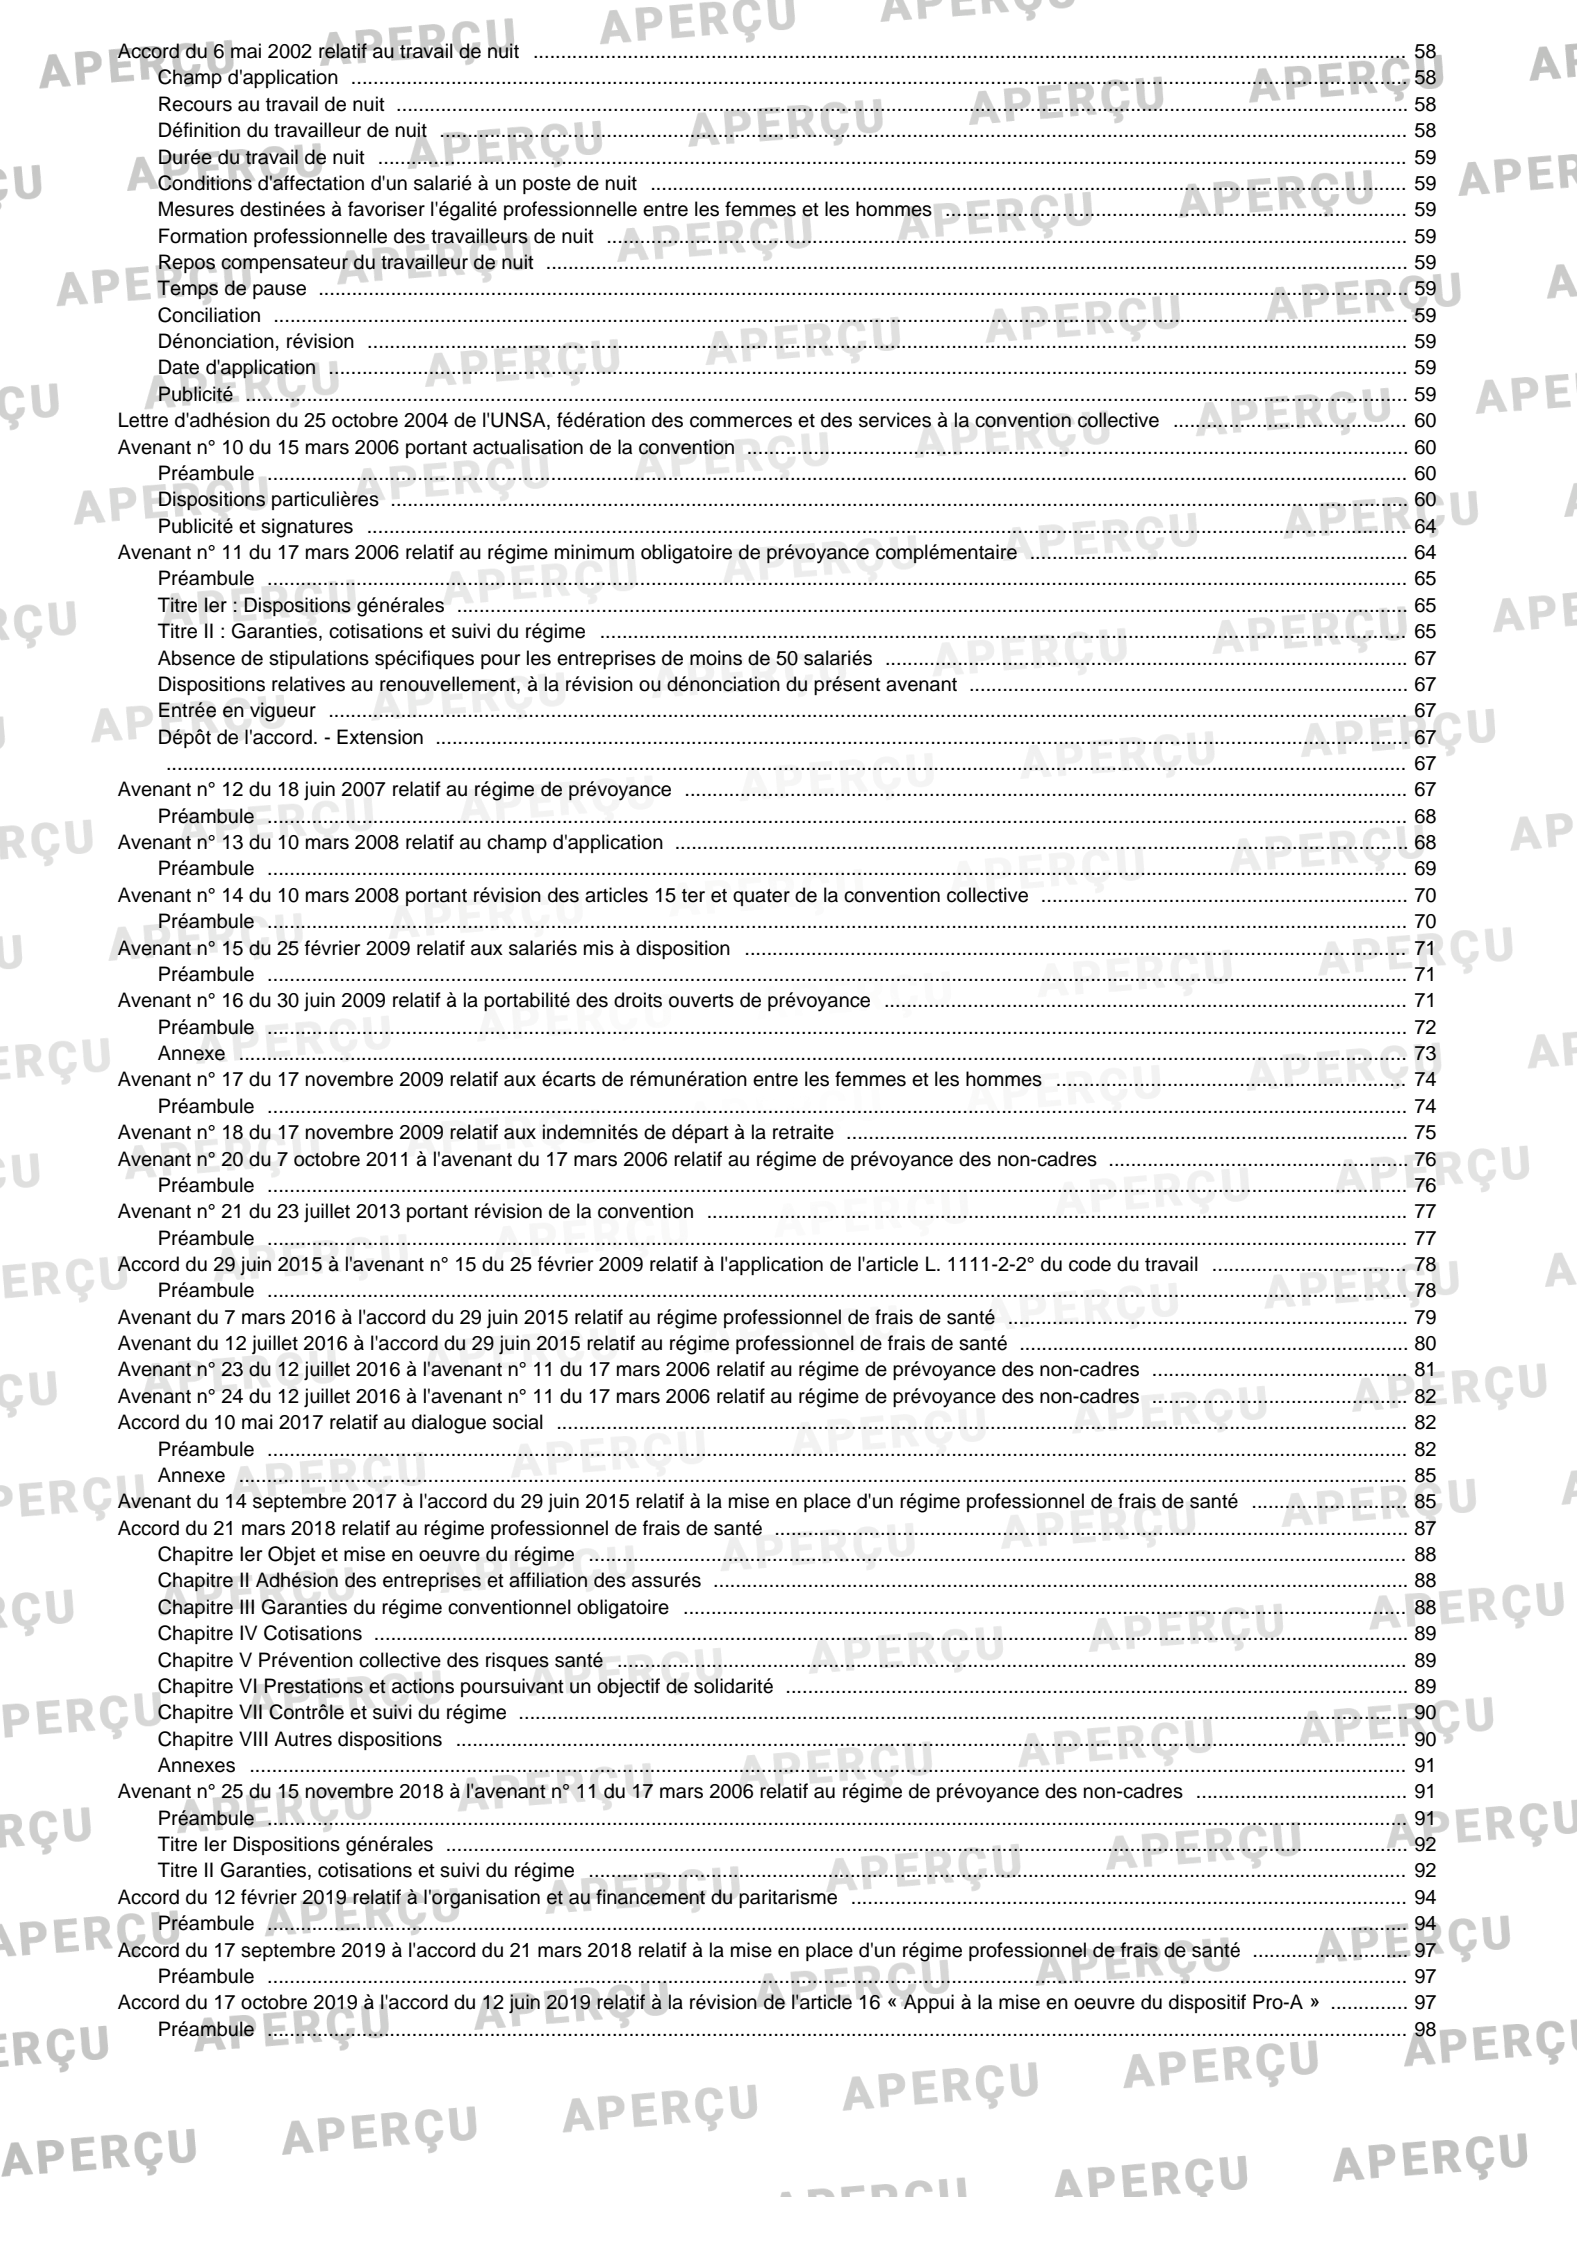 Accord du 6 mai 2002 relatif au travail de nuit ........ 58
Champ d'application ........ 58
Recours au travail de nuit ........ 58
Définition du travailleur de nuit ........ 58
Durée du travail de nuit ........ 59
Conditions d'affectation d'un salarié à un poste de nuit ........ 59
Mesures destinées à favoriser l'égalité professionnelle entre les femmes et les hommes ........ 59
Formation professionnelle des travailleurs de nuit ........ 59
Repos compensateur du travailleur de nuit ........ 59
Temps de pause ........ 59
Conciliation ........ 59
Dénonciation, révision ........ 59
Date d'application ........ 59
Publicité ........ 59
Lettre d'adhésion du 25 octobre 2004 de l'UNSA, fédération des commerces et des services à la convention collective ........ 60
Avenant n° 10 du 15 mars 2006 portant actualisation de la convention ........ 60
Préambule ........ 60
Dispositions particulières ........ 60
Publicité et signatures ........ 64
Avenant n° 11 du 17 mars 2006 relatif au régime minimum obligatoire de prévoyance complémentaire ........ 64
Préambule ........ 65
Titre Ier : Dispositions générales ........ 65
Titre II : Garanties, cotisations et suivi du régime ........ 65
Absence de stipulations spécifiques pour les entreprises de moins de 50 salariés ........ 67
Dispositions relatives au renouvellement, à la révision ou dénonciation du présent avenant ........ 67
Entrée en vigueur ........ 67
Dépôt de l'accord. - Extension ........ 67
........ 67
Avenant n° 12 du 18 juin 2007 relatif au régime de prévoyance ........ 67
Préambule ........ 68
Avenant n° 13 du 10 mars 2008 relatif au champ d'application ........ 68
Préambule ........ 69
Avenant n° 14 du 10 mars 2008 portant révision des articles 15 ter et quater de la convention collective ........ 70
Préambule ........ 70
Avenant n° 15 du 25 février 2009 relatif aux salariés mis à disposition ........ 71
Préambule ........ 71
Avenant n° 16 du 30 juin 2009 relatif à la portabilité des droits ouverts de prévoyance ........ 71
Préambule ........ 72
Annexe ........ 73
Avenant n° 17 du 17 novembre 2009 relatif aux écarts de rémunération entre les femmes et les hommes ........ 74
Préambule ........ 74
Avenant n° 18 du 17 novembre 2009 relatif aux indemnités de départ à la retraite ........ 75
Avenant n° 20 du 7 octobre 2011 à l'avenant du 17 mars 2006 relatif au régime de prévoyance des non-cadres ........ 76
Préambule ........ 76
Avenant n° 21 du 23 juillet 2013 portant révision de la convention ........ 77
Préambule ........ 77
Accord du 29 juin 2015 à l'avenant n° 15 du 25 février 2009 relatif à l'application de l'article L. 1111-2-2° du code du travail ........ 78
Préambule ........ 78
Avenant du 7 mars 2016 à l'accord du 29 juin 2015 relatif au régime professionnel de frais de santé ........ 79
Avenant du 12 juillet 2016 à l'accord du 29 juin 2015 relatif au régime professionnel de frais de santé ........ 80
Avenant n° 23 du 12 juillet 2016 à l'avenant n° 11 du 17 mars 2006 relatif au régime de prévoyance des non-cadres ........ 81
Avenant n° 24 du 12 juillet 2016 à l'avenant n° 11 du 17 mars 2006 relatif au régime de prévoyance des non-cadres ........ 82
Accord du 10 mai 2017 relatif au dialogue social ........ 82
Préambule ........ 82
Annexe ........ 85
Avenant du 14 septembre 2017 à l'accord du 29 juin 2015 relatif à la mise en place d'un régime professionnel de frais de santé ........ 85
Accord du 21 mars 2018 relatif au régime professionnel de frais de santé ........ 87
Chapitre Ier Objet et mise en oeuvre du régime ........ 88
Chapitre II Adhésion des entreprises et affiliation des assurés ........ 88
Chapitre III Garanties du régime conventionnel obligatoire ........ 88
Chapitre IV Cotisations ........ 89
Chapitre V Prévention collective des risques santé ........ 89
Chapitre VI Prestations et actions poursuivant un objectif de solidarité ........ 89
Chapitre VII Contrôle et suivi du régime ........ 90
Chapitre VIII Autres dispositions ........ 90
Annexes ........ 91
Avenant n° 25 du 15 novembre 2018 à l'avenant n° 11 du 17 mars 2006 relatif au régime de prévoyance des non-cadres ........ 91
Préambule ........ 91
Titre Ier Dispositions générales ........ 92
Titre II Garanties, cotisations et suivi du régime ........ 92
Accord du 12 février 2019 relatif à l'organisation et au financement du paritarisme ........ 94
Préambule ........ 94
Accord du 17 septembre 2019 à l'accord du 21 mars 2018 relatif à la mise en place d'un régime professionnel de frais de santé ........ 97
Préambule ........ 97
Accord du 17 octobre 2019 à l'accord du 12 juin 2019 relatif à la révision de l'article 16 « Appui à la mise en oeuvre du dispositif Pro-A » ........ 97
Préambule ........ 98
APERÇU